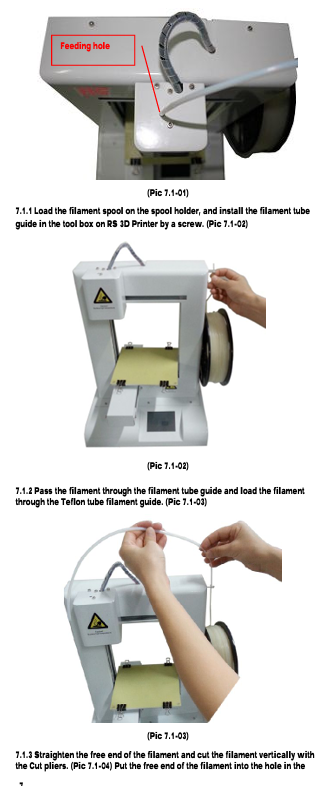 Feeding hole
(Pic 7.1-01)
7.1.1 Load the filament spool on the spool holder, and install the filament tube
guide in the tool box on RS 3D Printer by a screw. (Pic 7.1-02)
(Pic 7.1-02)
7.1.2 Pass the filament through the filament tube guide and load the filament
through the Teflon tube filament guide. (Pic 7.1-03)
(Pic 7.1-03)
7.1.3 Straighten the free end of the filament and cut the filament vertically with
the Cut pliers. (Pic 7.1-04) Put the free end of the filament into the hole in the